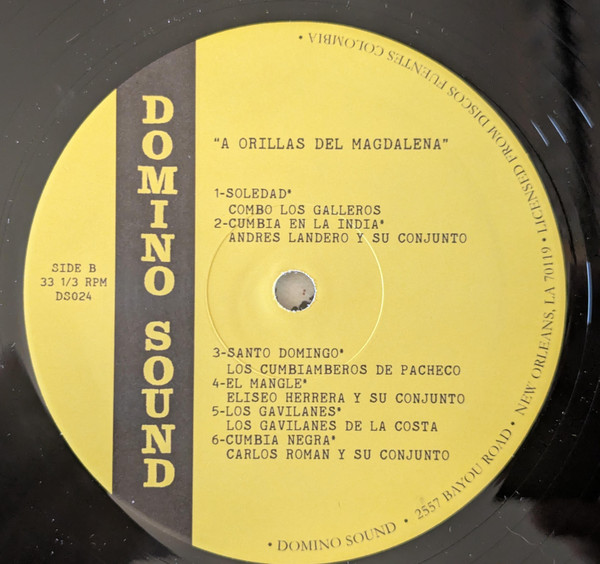 DOMINO SOUND
"A ORILLAS DEL MAGDALENA"
1-SOLEDAD*
COMBO LOS GALLEROS
2-CUMBIA EN LA INDIA*
ANDRES LANDERO Y SU CONJUNTO
SIDE B
33 1/3 RPM
DS024
3-SANTO DOMINGO*
LOS CUMBIAMBEROS DE PACHECO
4-EL MANGLE*
ELISEO HERRERA Y SU CONJUNTO
5-LOS GAVILANES*
LOS GAVILANES DE LA COSTA
6-CUMBIA NEGRA*
CARLOS ROMAN Y SU CONJUNTO
• DOMINO SOUND • 2557 BAYOU ROAD • NEW ORLEANS, LA 70119 • LICENSED FROM DISCOS FUENTES COLOMBIA •